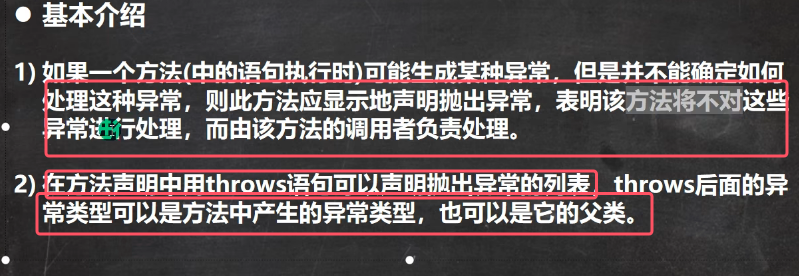 ● 基本介绍
1) 如果一个方法(中的语句执行时)可能生成某种异常，但是并不能确定如何
处理这种异常，则此方法应显示地声明抛出异常，表明该方法将不对这些
异常进行处理，而由该方法的调用者负责处理。
2) 在方法声明中用throws语句可以声明抛出异常的列表，throws后面的异
常类型可以是方法中产生的异常类型，也可以是它的父类。